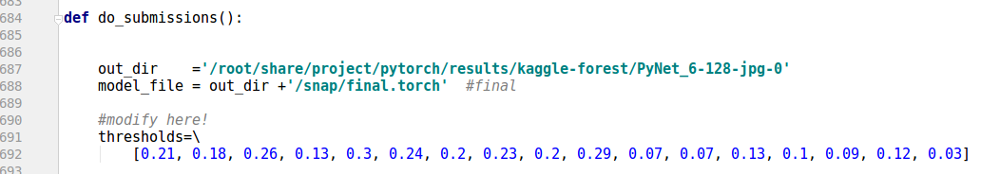 683
684 def do_submissions():
685
686
687 out_dir    ='/root/share/project/pytorch/results/kaggle-forest/PyNet_6-128-jpg-0'
688 model_file = out_dir +'/snap/final.torch'  #final
689
690 #modify here!
691 thresholds=\
692 [0.21, 0.18, 0.26, 0.13, 0.3, 0.24, 0.2, 0.23, 0.2, 0.29, 0.07, 0.07, 0.13, 0.1, 0.09, 0.12, 0.03]
693